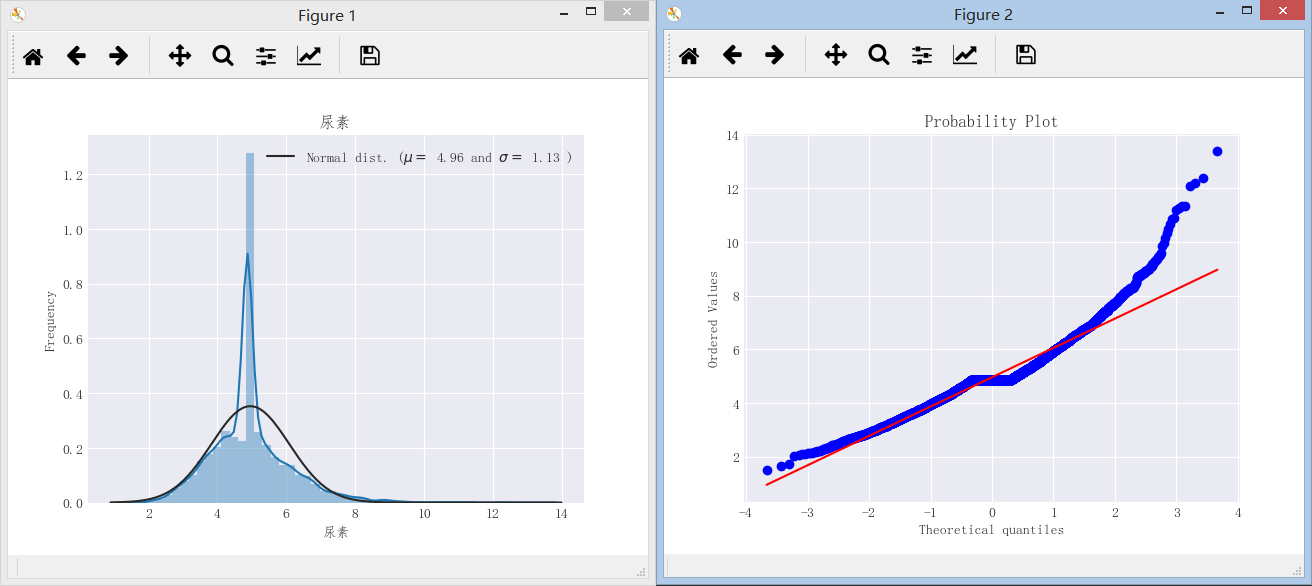 Figure 1
尿素
Normal dist. (μ= 4.96 and σ= 1.13 )
Frequency
1.2
1.0
0.8
0.6
0.4
0.2
0.0
2 4 6 8 10 12 14
尿素
Figure 2
Probability Plot
Ordered Values
14
12
10
8
6
4
2
−4 −3 −2 −1 0 1 2 3 4
Theoretical quantiles